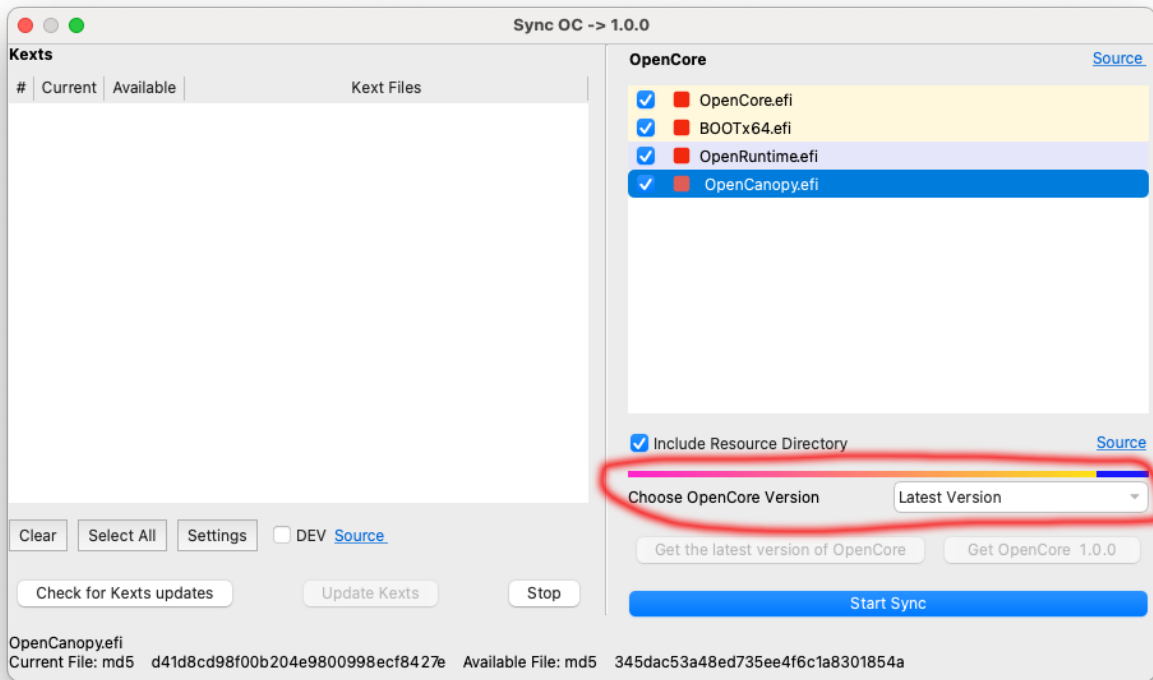 Sync OC -> 1.0.0
Kexts
# Current Available Kext Files
Clear Select All Settings DEV Source
Check for Kexts updates Update Kexts Stop
OpenCore Source
OpenCore.efi
BOOTx64.efi
OpenRuntime.efi
OpenCanopy.efi
Include Resource Directory Source
Choose OpenCore Version Latest Version
Get the latest version of OpenCore Get OpenCore 1.0.0
Start Sync
OpenCanopy.efi
Current File: md5 d41d8cd98f00b204e9800998ecf8427e Available File: md5 345dac53a48ed735ee4f6c1a8301854a